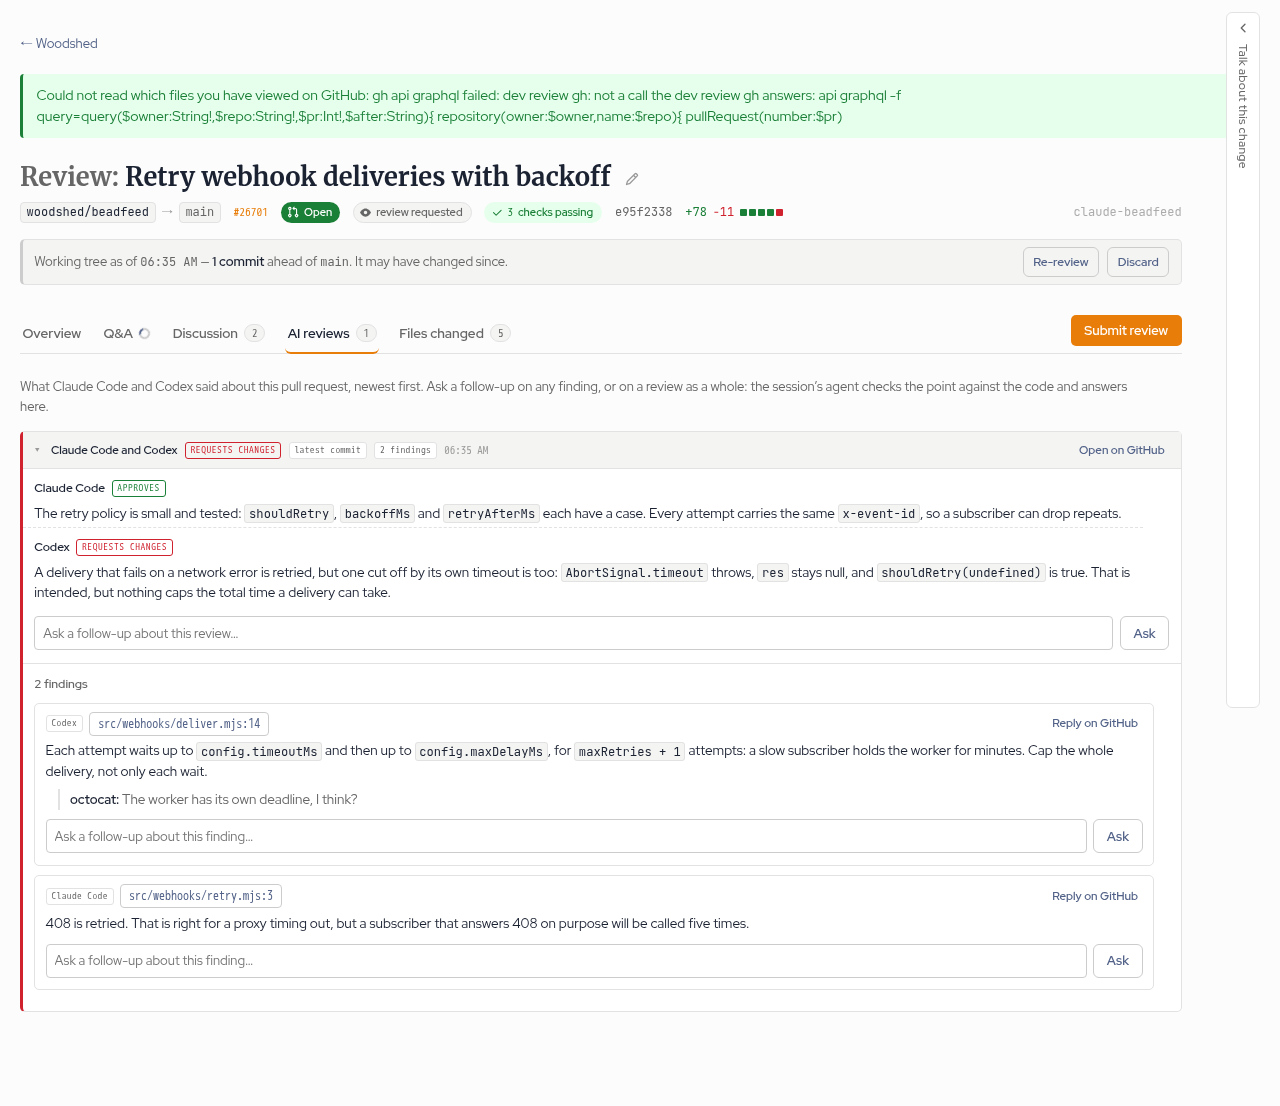 ← Woodshed
Could not read which files you have viewed on GitHub: gh api graphql failed: dev review gh: not a call the dev review gh answers: api graphql -f
query=query($owner:String!,$repo:String!,$pr:Int!,$after:String){ repository(owner:$owner,name:$repo){ pullRequest(number:$pr)
Talk about this change
Review: Retry webhook deliveries with backoff
woodshed/beadfeed → main #26701 Open review requested 3 checks passing e95f2338 +78 -11 claude-beadfeed
Working tree as of 06:35 AM — 1 commit ahead of main. It may have changed since. Re-review Discard
Overview Q&A Discussion 2 AI reviews 1 Files changed 5 Submit review
What Claude Code and Codex said about this pull request, newest first. Ask a follow-up on any finding, or on a review as a whole: the session’s agent checks the point against the code and answers
here.
Claude Code and Codex REQUESTS CHANGES latest commit 2 findings 06:35 AM Open on GitHub
Claude Code APPROVES
The retry policy is small and tested: shouldRetry, backoffMs and retryAfterMs each have a case. Every attempt carries the same x-event-id, so a subscriber can drop repeats.
Codex REQUESTS CHANGES
A delivery that fails on a network error is retried, but one cut off by its own timeout is too: AbortSignal.timeout throws, res stays null, and shouldRetry(undefined) is true. That is
intended, but nothing caps the total time a delivery can take.
Ask a follow-up about this review… Ask
2 findings
Codex src/webhooks/deliver.mjs:14 Reply on GitHub
Each attempt waits up to config.timeoutMs and then up to config.maxDelayMs, for maxRetries + 1 attempts: a slow subscriber holds the worker for minutes. Cap the whole
delivery, not only each wait.
octocat: The worker has its own deadline, I think?
Ask a follow-up about this finding… Ask
Claude Code src/webhooks/retry.mjs:3 Reply on GitHub
408 is retried. That is right for a proxy timing out, but a subscriber that answers 408 on purpose will be called five times.
Ask a follow-up about this finding… Ask